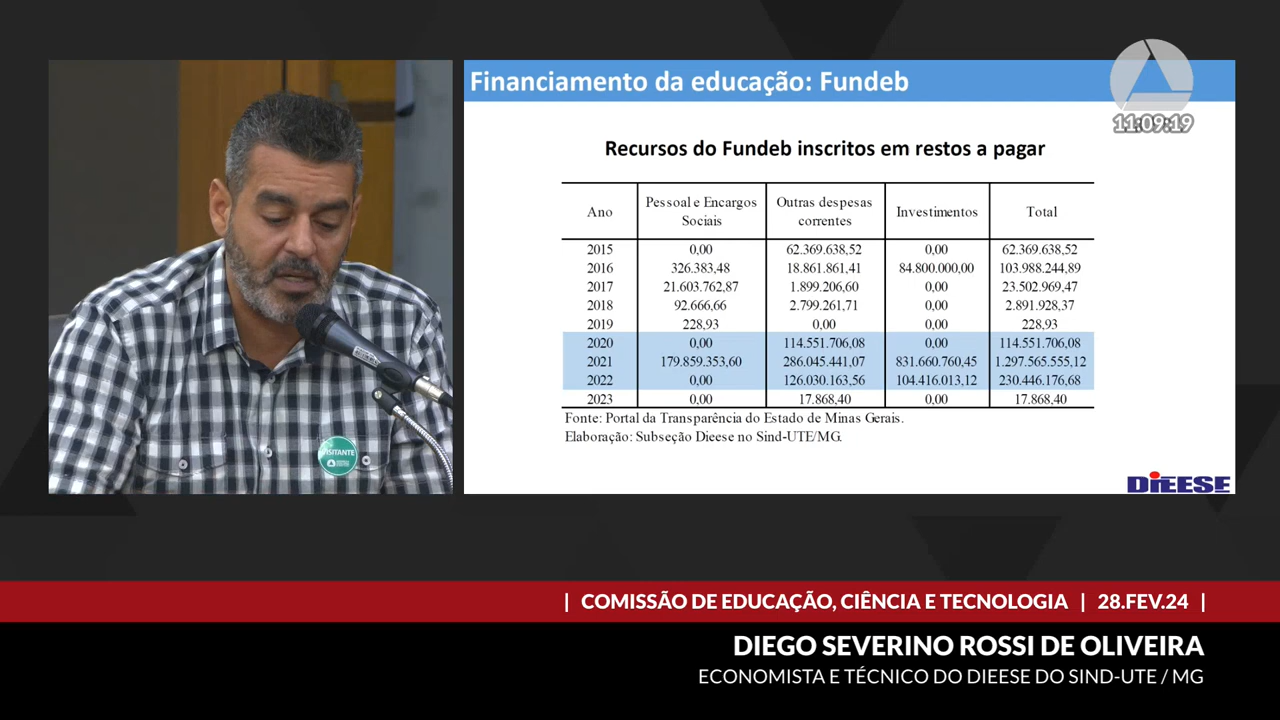 Financiamento da educação: Fundeb
11:09:19
Recursos do Fundeb inscritos em restos a pagar
Ano | Pessoal e Encargos Sociais | Outras despesas correntes | Investimentos | Total
2015 | 0,00 | 62.369.638,52 | 0,00 | 62.369.638,52
2016 | 326.383,48 | 18.861.861,41 | 84.800.000,00 | 103.988.244,89
2017 | 21.603.762,87 | 1.899.206,60 | 0,00 | 23.502.969,47
2018 | 92.666,66 | 2.799.261,71 | 0,00 | 2.891.928,37
2019 | 228,93 | 0,00 | 0,00 | 228,93
2020 | 0,00 | 114.551.706,08 | 0,00 | 114.551.706,08
2021 | 179.859.353,60 | 286.045.441,07 | 831.660.760,45 | 1.297.565.555,12
2022 | 0,00 | 126.030.163,56 | 104.416.013,12 | 230.446.176,68
2023 | 0,00 | 17.868,40 | 0,00 | 17.868,40
Fonte: Portal da Transparência do Estado de Minas Gerais.
Elaboração: Subseção Dieese no Sind-UTE/MG.
DIEESE
VISITANTE
| COMISSÃO DE EDUCAÇÃO, CIÊNCIA E TECNOLOGIA | 28.FEV.24 |
DIEGO SEVERINO ROSSI DE OLIVEIRA
ECONOMISTA E TÉCNICO DO DIEESE DO SIND-UTE / MG